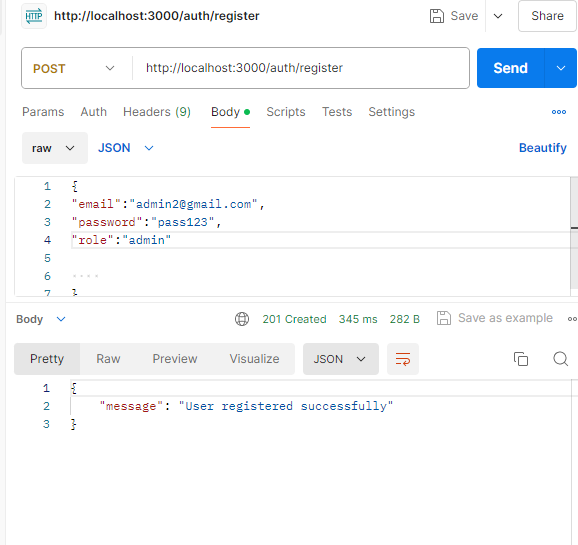 HTTP http://localhost:3000/auth/register Save Share
POST http://localhost:3000/auth/register Send
Params Auth Headers (9) Body Scripts Tests Settings
raw JSON Beautify
1 {
2 "email":"admin2@gmail.com",
3 "password":"pass123",
4 "role":"admin"
5
6 ····
7 }
Body 201 Created 345 ms 282 B Save as example
Pretty Raw Preview Visualize JSON
1 {
2 "message": "User registered successfully"
3 }